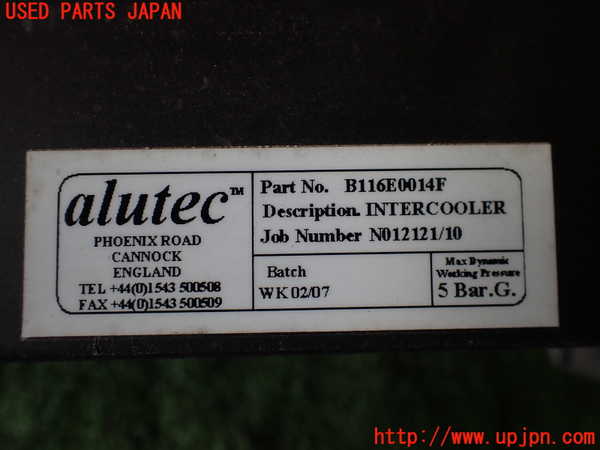 USED PARTS JAPAN
alutec™
PHOENIX ROAD
CANNOCK
ENGLAND
TEL +44(0)1543 500508
FAX +44(0)1543 500509
Part No. B116E0014F
Description. INTERCOOLER
Job Number N012121/10
Batch
WK 02/07
Max Dynamic
Working Pressure
5 Bar.G.
UPJ http://www.upjpn.com/